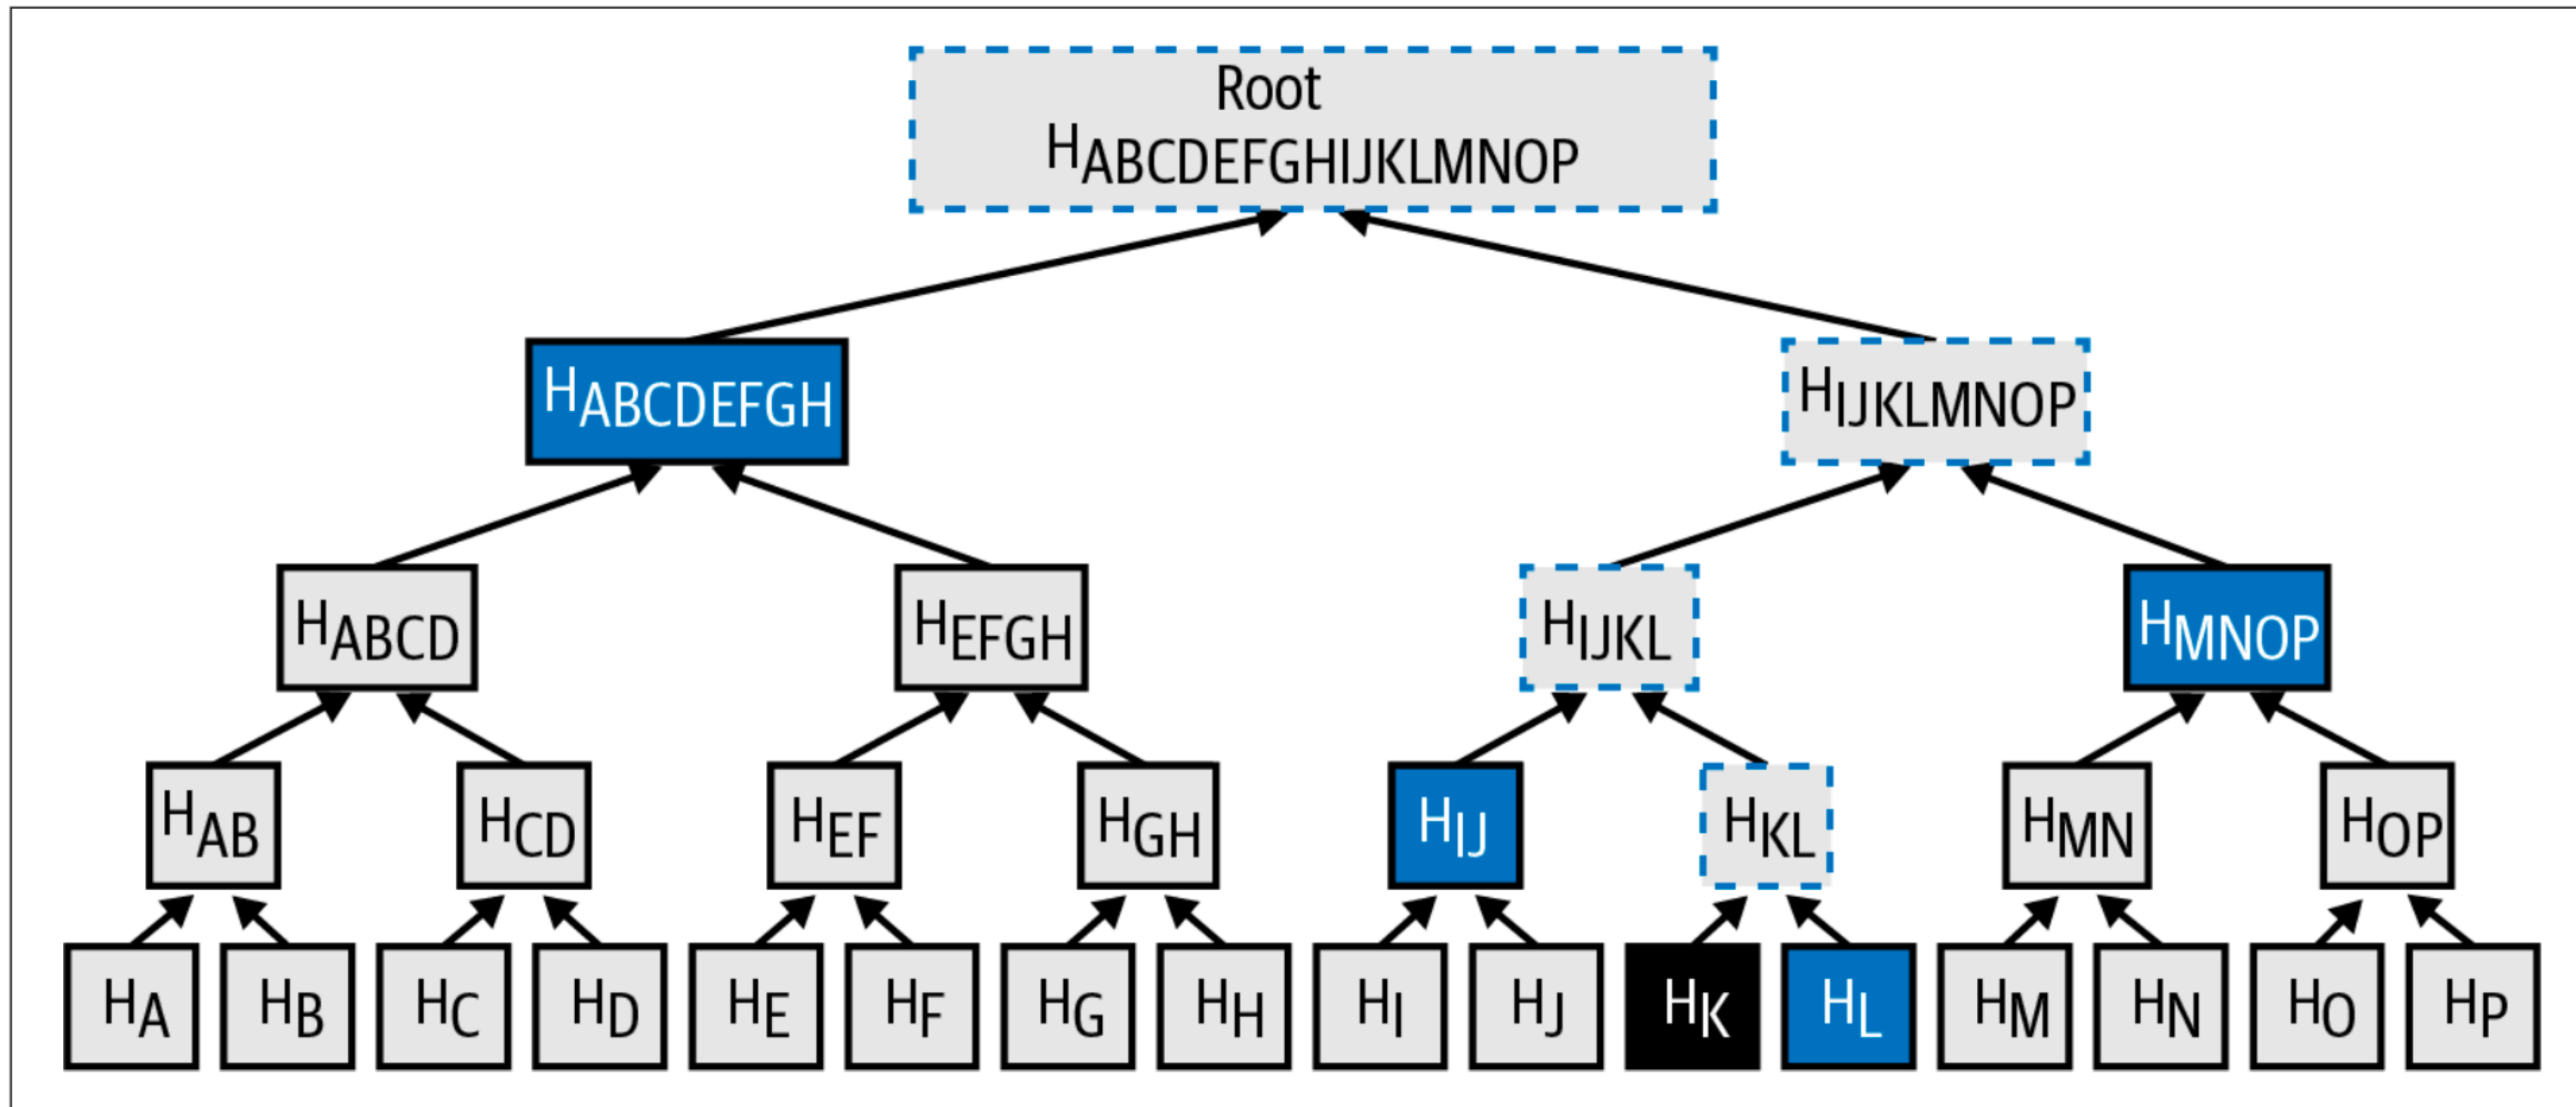 Root
HABCDEFGHIJKLMNOP
HABCDEFGH
HIJKLMNOP
HABCD
HEFGH
HIJKL
HMNOP
HAB
HCD
HEF
HGH
HIJ
HKL
HMN
HOP
HA
HB
HC
HD
HE
HF
HG
HH
HI
HJ
HK
HL
HM
HN
HO
HP